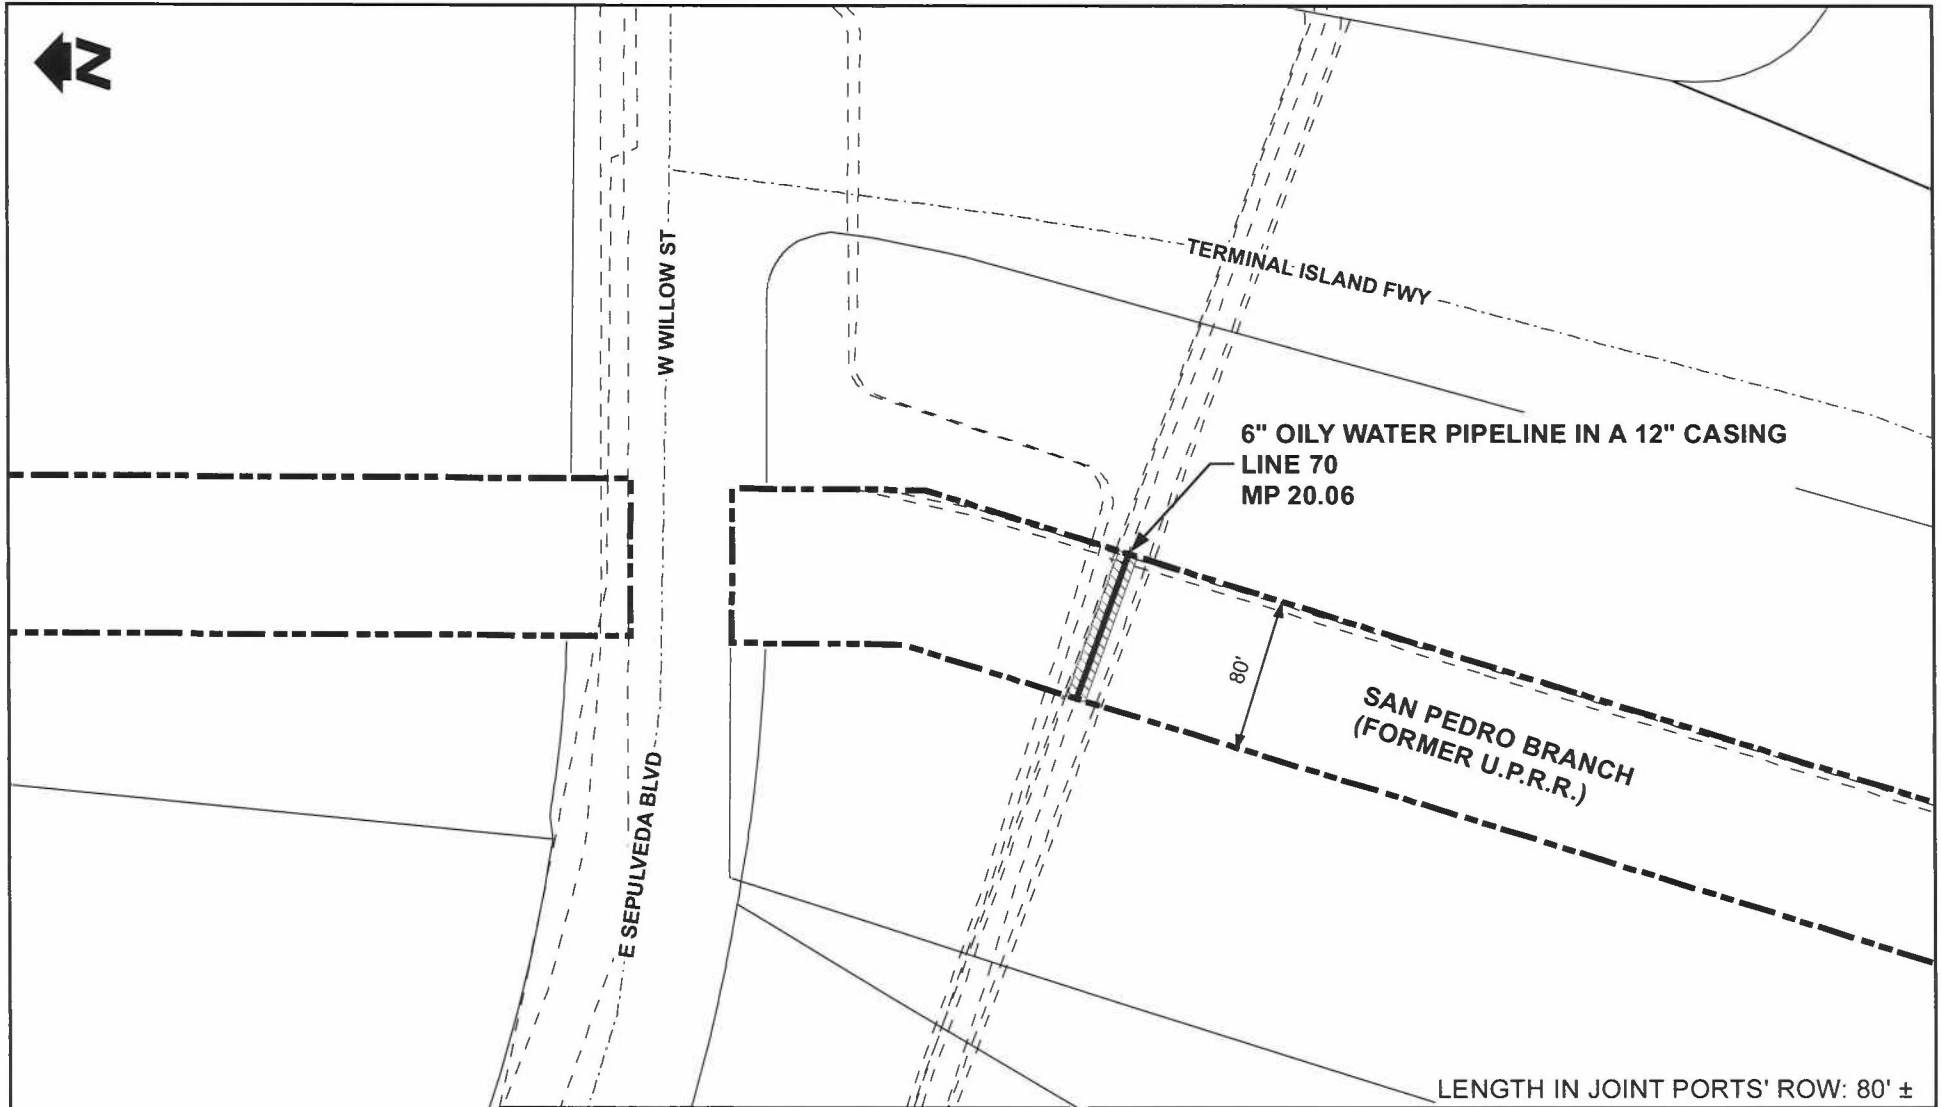 N
W WILLOW ST
TERMINAL ISLAND FWY
6" OILY WATER PIPELINE IN A 12" CASING
LINE 70
MP 20.06
80'
SAN PEDRO BRANCH
(FORMER U.P.R.R.)
E SEPULVEDA BLVD
LENGTH IN JOINT PORTS' ROW: 80' ±